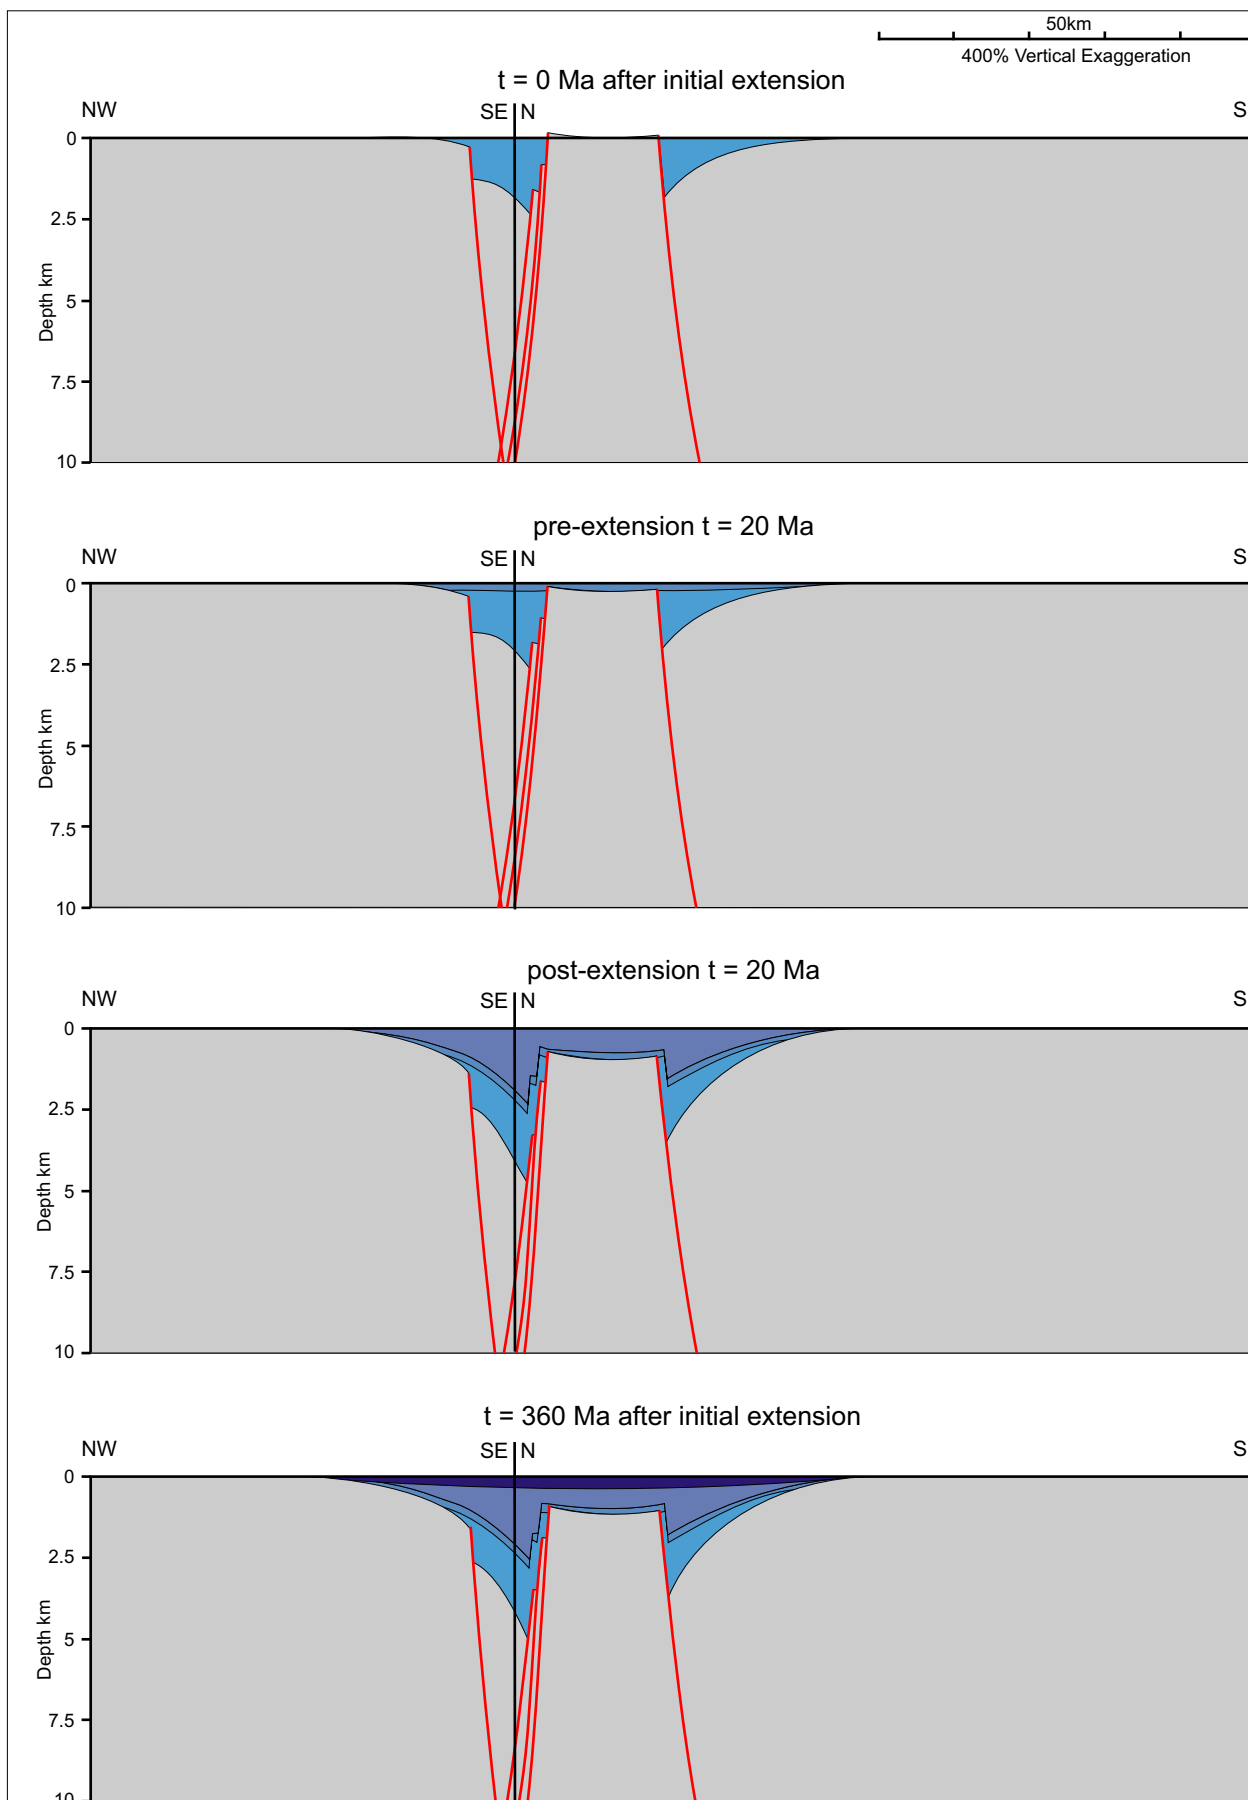 50km
400% Vertical Exaggeration
t = 0 Ma after initial extension
NW SE N S
0
2.5
5
7.5
10
Depth km
pre-extension t = 20 Ma
NW SE N S
0
2.5
5
7.5
10
Depth km
post-extension t = 20 Ma
NW SE N S
0
2.5
5
7.5
10
Depth km
t = 360 Ma after initial extension
NW SE N S
0
2.5
5
7.5
10
Depth km